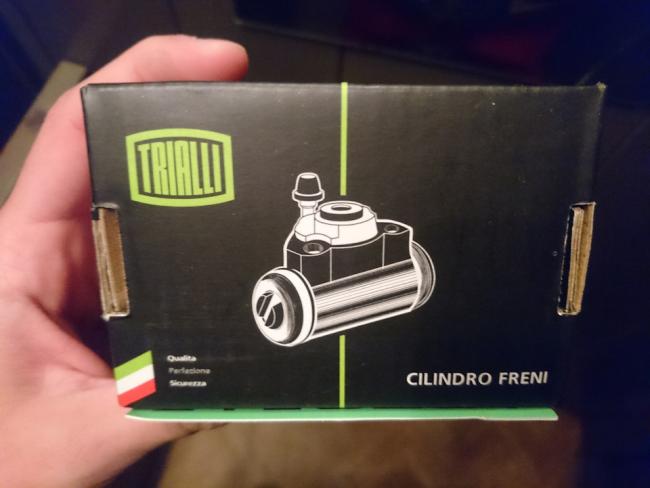 TRIALLI
Qualita
Perfezione
Sicurezza
CILINDRO FRENI